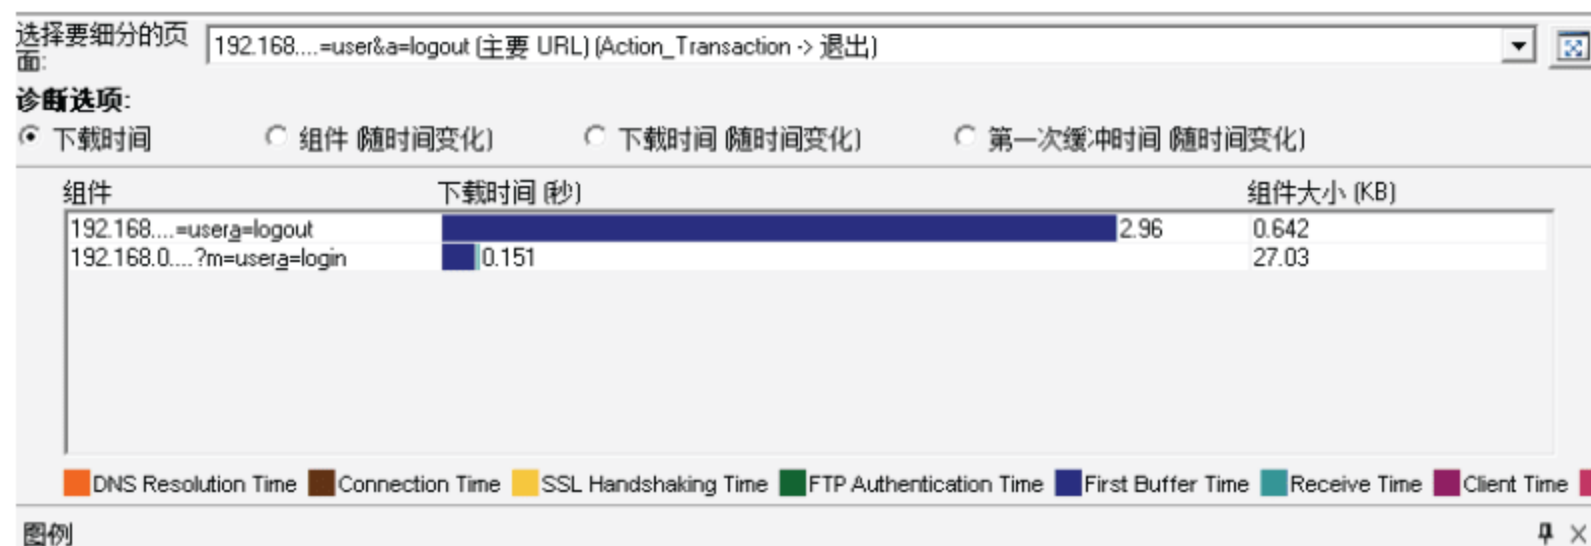 选择要细分的页面:
192.168....=user&a=logout (主要 URL) (Action_Transaction -> 退出)
诊断选项:
下载时间 组件 (随时间变化) 下载时间 (随时间变化) 第一次缓冲时间 (随时间变化)
组件 下载时间 (秒) 组件大小 (KB)
192.168....=usera=logout 2.96 0.642
192.168.0....?m=usera=login 0.151 27.03
DNS Resolution Time Connection Time SSL Handshaking Time FTP Authentication Time First Buffer Time Receive Time Client Time
图例